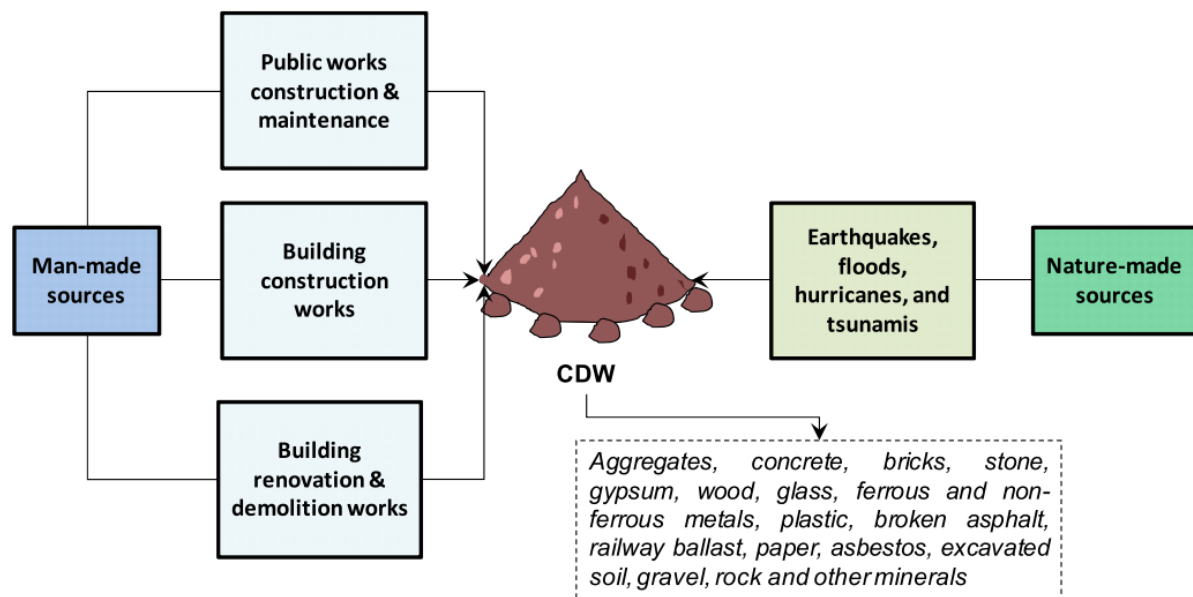 Public works
construction &
maintenance
Man-made
sources
Building
construction
works
Building
renovation &
demolition works
CDW
Earthquakes,
floods,
hurricanes, and
tsunamis
Nature-made
sources
Aggregates, concrete, bricks, stone,
gypsum, wood, glass, ferrous and non-
ferrous metals, plastic, broken asphalt,
railway ballast, paper, asbestos, excavated
soil, gravel, rock and other minerals